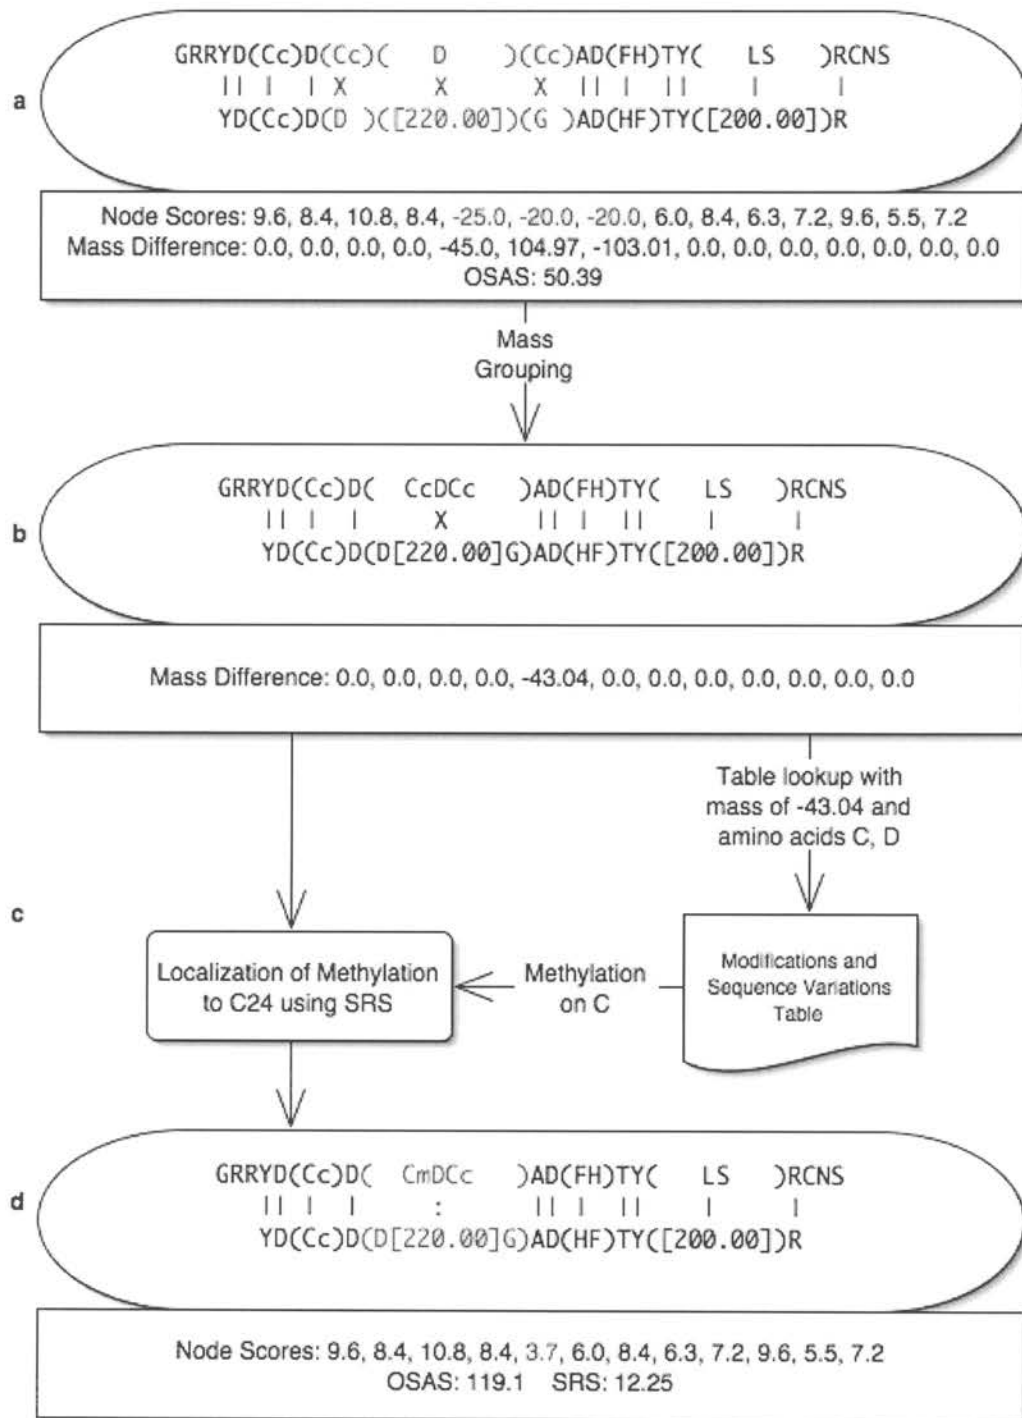 GRRYD(Cc)D(Cc)( D )(Cc)AD(FH)TY( LS )RCNS
|| | | X X X || | || | |
a
YD(Cc)D(D )([220.00])(G )AD(HF)TY([200.00])R
Node Scores: 9.6, 8.4, 10.8, 8.4, -25.0, -20.0, -20.0, 6.0, 8.4, 6.3, 7.2, 9.6, 5.5, 7.2
Mass Difference: 0.0, 0.0, 0.0, 0.0, -45.0, 104.97, -103.01, 0.0, 0.0, 0.0, 0.0, 0.0, 0.0, 0.0
OSAS: 50.39
Mass
Grouping
GRRYD(Cc)D( CcDCc )AD(FH)TY( LS )RCNS
|| | | X || | || | |
b
YD(Cc)D(D[220.00]G)AD(HF)TY([200.00])R
Mass Difference: 0.0, 0.0, 0.0, 0.0, -43.04, 0.0, 0.0, 0.0, 0.0, 0.0, 0.0, 0.0
Table lookup with
mass of -43.04 and
amino acids C, D
c
Localization of Methylation
to C24 using SRS
Methylation
on C
Modifications and
Sequence Variations
Table
GRRYD(Cc)D( CmDCc )AD(FH)TY( LS )RCNS
|| | | : || | || | |
d
YD(Cc)D(D[220.00]G)AD(HF)TY([200.00])R
Node Scores: 9.6, 8.4, 10.8, 8.4, 3.7, 6.0, 8.4, 6.3, 7.2, 9.6, 5.5, 7.2
OSAS: 119.1 SRS: 12.25